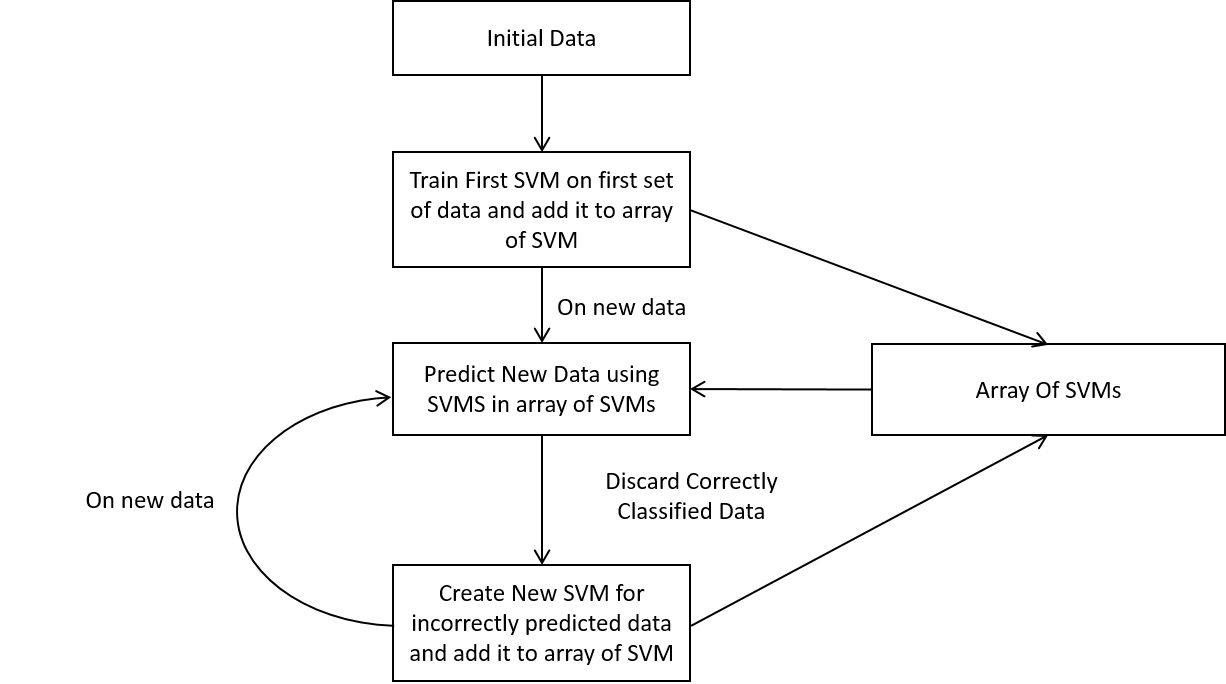 Initial Data
Train First SVM on first set
of data and add it to array
of SVM
On new data
Predict New Data using
SVMS in array of SVMs
Array Of SVMs
Discard Correctly
Classified Data
On new data
Create New SVM for
incorrectly predicted data
and add it to array of SVM